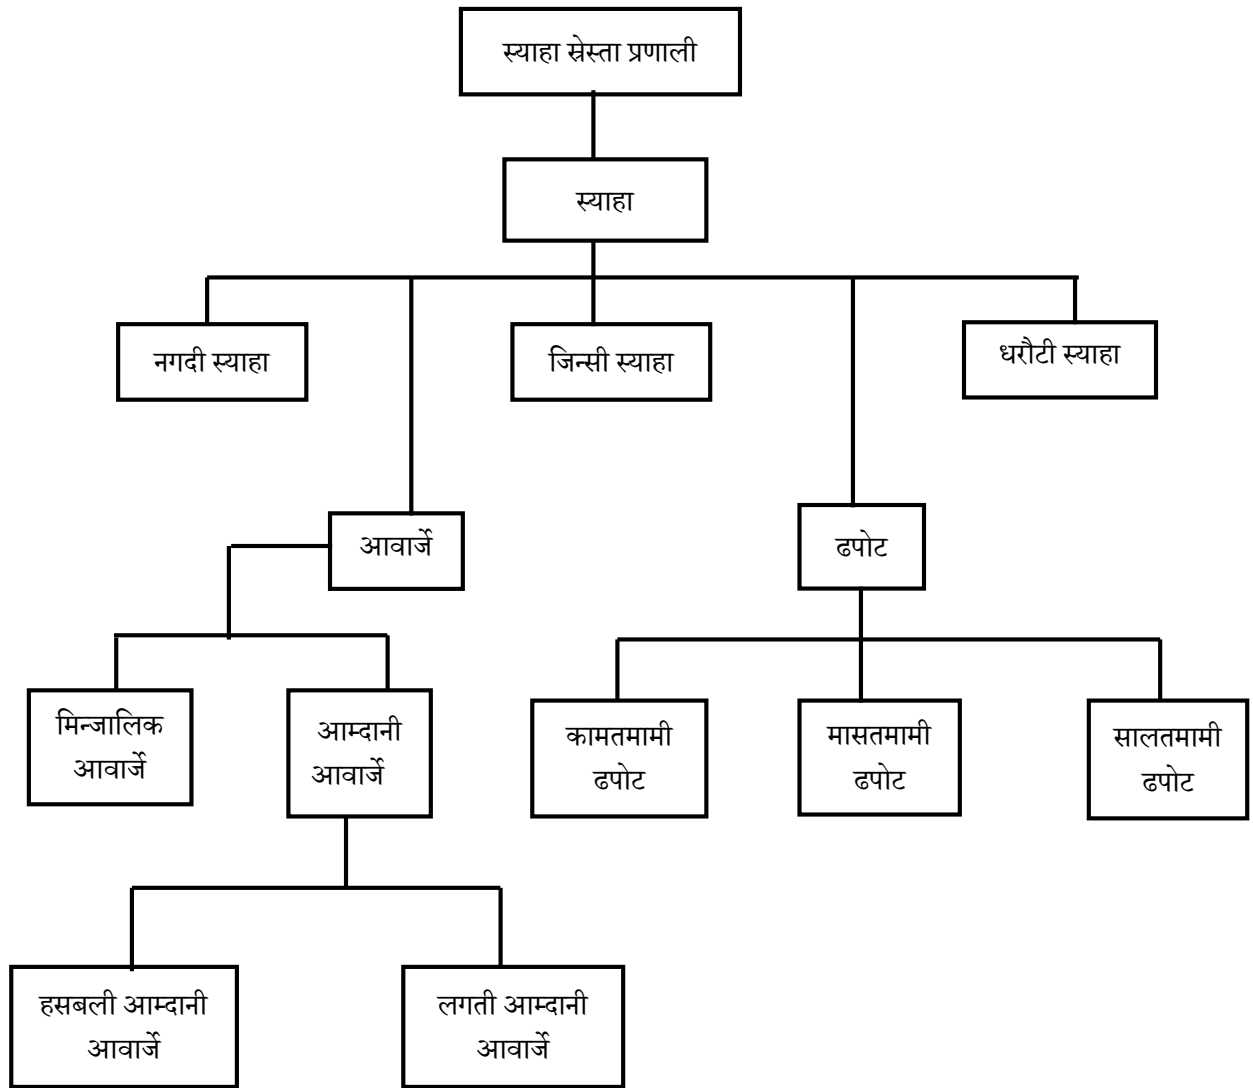 स्याहा स्रेस्ता प्रणाली
स्याहा
नगदी स्याहा
जिन्सी स्याहा
धरौटी स्याहा
आवार्जे
ढपोट
मिन्जालिक
आवार्जे
आम्दानी
आवार्जे
कामतमामी
ढपोट
मासतमामी
ढपोट
सालतमामी
ढपोट
हसबली आम्दानी
आवार्जे
लगती आम्दानी
आवार्जे